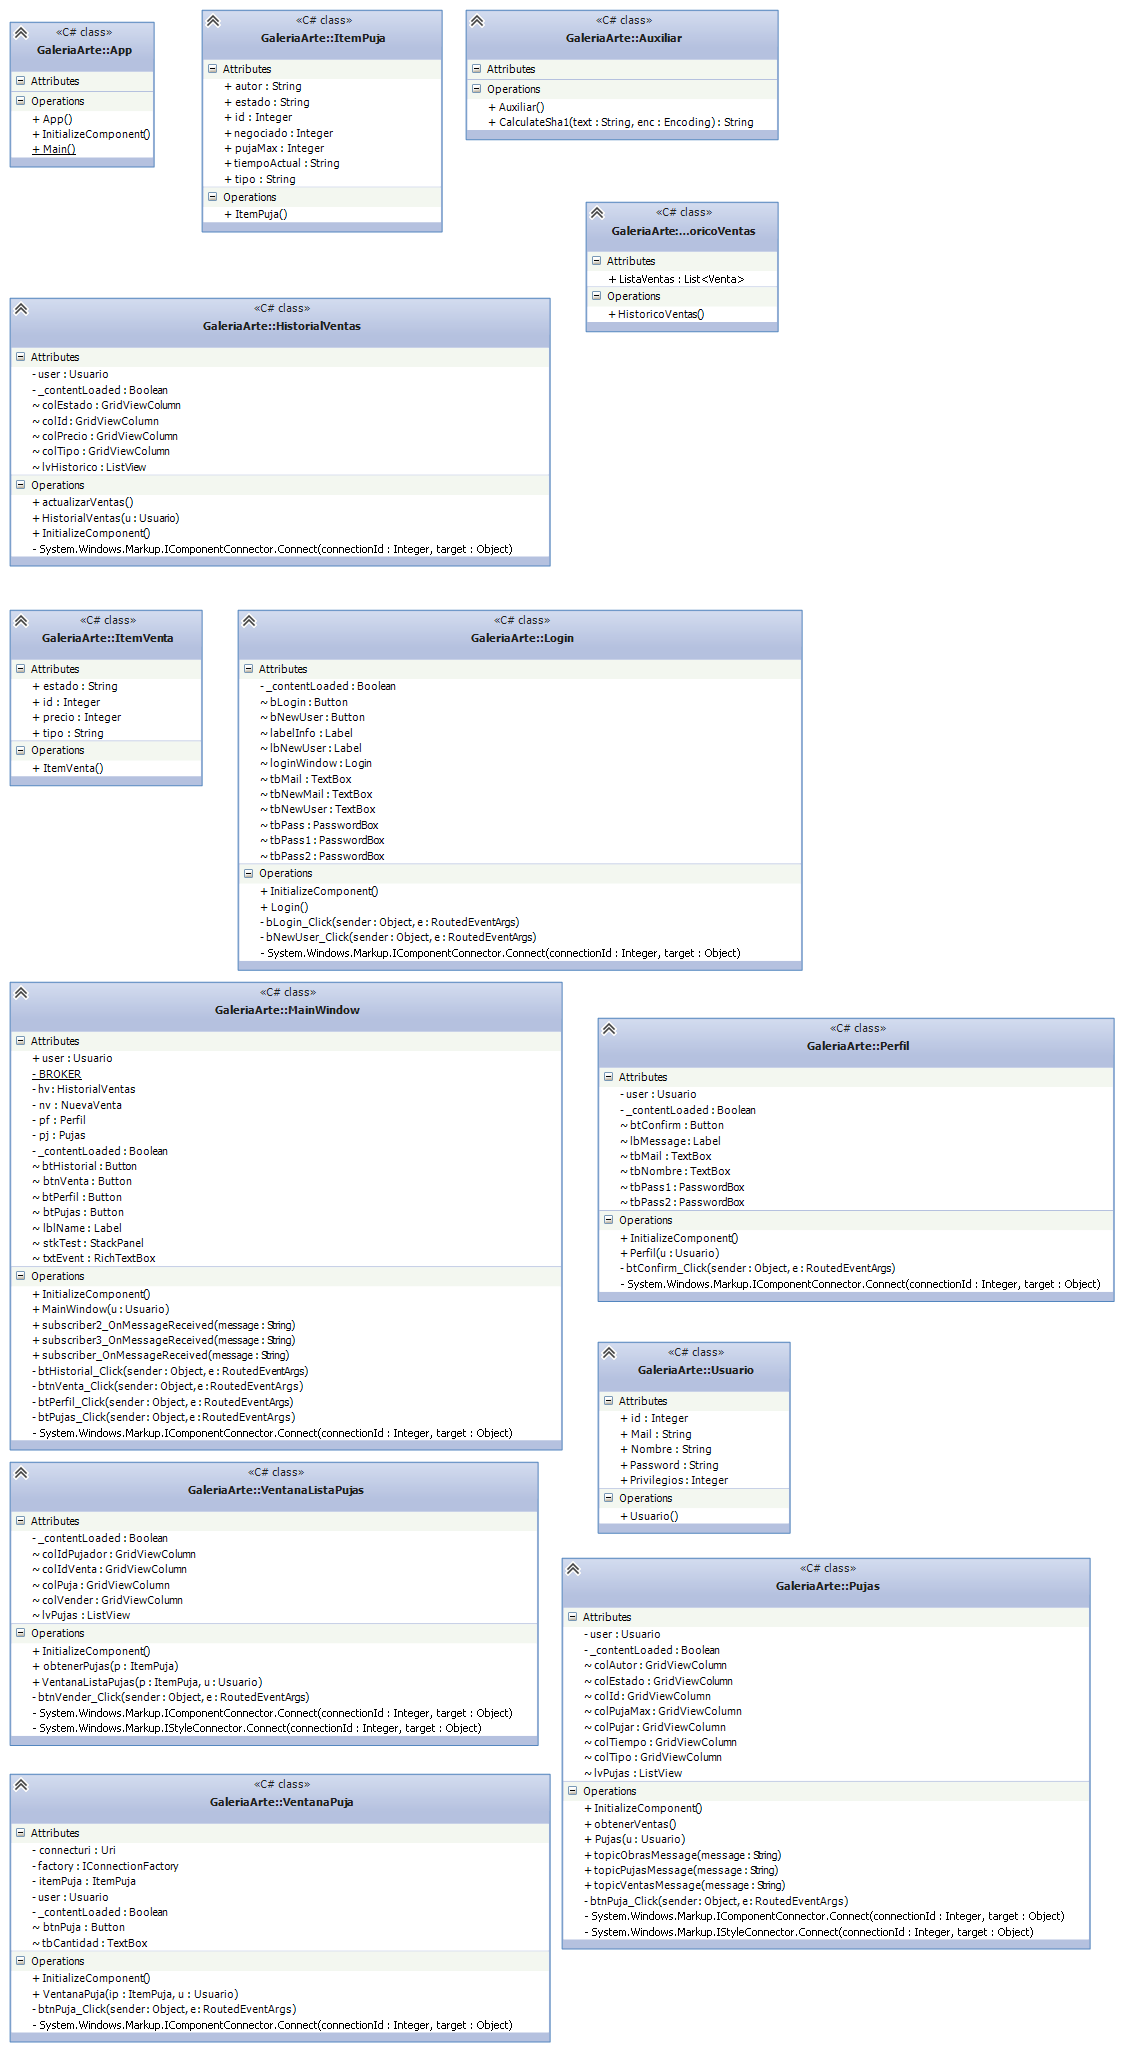 «C# class»
GaleriaArte::App
Attributes
Operations
+ App()
+ InitializeComponent()
+ Main()
«C# class»
GaleriaArte::ItemPuja
Attributes
+ autor : String
+ estado : String
+ id : Integer
+ negociado : Integer
+ pujaMax : Integer
+ tiempoActual : String
+ tipo : String
Operations
+ ItemPuja()
«C# class»
GaleriaArte::Auxiliar
Attributes
Operations
+ Auxiliar()
+ CalculateSha1(text : String, enc : Encoding) : String
«C# class»
GaleriaArte:...oricoVentas
Attributes
+ ListaVentas : List<Venta>
Operations
+ HistoricoVentas()
«C# class»
GaleriaArte::HistorialVentas
Attributes
- user : Usuario
- _contentLoaded : Boolean
~ colEstado : GridViewColumn
~ colId : GridViewColumn
~ colPrecio : GridViewColumn
~ colTipo : GridViewColumn
~ lvHistorico : ListView
Operations
+ actualizarVentas()
+ HistorialVentas(u : Usuario)
+ InitializeComponent()
- System.Windows.Markup.IComponentConnector.Connect(connectionId : Integer, target : Object)
«C# class»
GaleriaArte::ItemVenta
Attributes
+ estado : String
+ id : Integer
+ precio : Integer
+ tipo : String
Operations
+ ItemVenta()
«C# class»
GaleriaArte::Login
Attributes
- _contentLoaded : Boolean
~ bLogin : Button
~ bNewUser : Button
~ labelInfo : Label
~ lbNewUser : Label
~ loginWindow : Login
~ tbMail : TextBox
~ tbNewMail : TextBox
~ tbNewUser : TextBox
~ tbPass : PasswordBox
~ tbPass1 : PasswordBox
~ tbPass2 : PasswordBox
Operations
+ InitializeComponent()
+ Login()
- bLogin_Click(sender : Object, e : RoutedEventArgs)
- bNewUser_Click(sender : Object, e : RoutedEventArgs)
- System.Windows.Markup.IComponentConnector.Connect(connectionId : Integer, target : Object)
«C# class»
GaleriaArte::MainWindow
Attributes
+ user : Usuario
- BROKER
- hv : HistorialVentas
- nv : NuevaVenta
- pf : Perfil
- pj : Pujas
- _contentLoaded : Boolean
~ btHistorial : Button
~ btnVenta : Button
~ btPerfil : Button
~ btPujas : Button
~ lblName : Label
~ stkTest : StackPanel
~ txtEvent : RichTextBox
Operations
+ InitializeComponent()
+ MainWindow(u : Usuario)
+ subscriber2_OnMessageReceived(message : String)
+ subscriber3_OnMessageReceived(message : String)
+ subscriber_OnMessageReceived(message : String)
- btHistorial_Click(sender : Object, e : RoutedEventArgs)
- btnVenta_Click(sender : Object, e : RoutedEventArgs)
- btPerfil_Click(sender : Object, e : RoutedEventArgs)
- btPujas_Click(sender : Object, e : RoutedEventArgs)
- System.Windows.Markup.IComponentConnector.Connect(connectionId : Integer, target : Object)
«C# class»
GaleriaArte::Perfil
Attributes
- user : Usuario
- _contentLoaded : Boolean
~ btConfirm : Button
~ lbMessage : Label
~ tbMail : TextBox
~ tbNombre : TextBox
~ tbPass1 : PasswordBox
~ tbPass2 : PasswordBox
Operations
+ InitializeComponent()
+ Perfil(u : Usuario)
- btConfirm_Click(sender : Object, e : RoutedEventArgs)
- System.Windows.Markup.IComponentConnector.Connect(connectionId : Integer, target : Object)
«C# class»
GaleriaArte::Usuario
Attributes
+ id : Integer
+ Mail : String
+ Nombre : String
+ Password : String
+ Privilegios : Integer
Operations
+ Usuario()
«C# class»
GaleriaArte::VentanaListaPujas
Attributes
- _contentLoaded : Boolean
~ colIdPujador : GridViewColumn
~ colIdVenta : GridViewColumn
~ colPuja : GridViewColumn
~ colVender : GridViewColumn
~ lvPujas : ListView
Operations
+ InitializeComponent()
+ obtenerPujas(p : ItemPuja)
+ VentanaListaPujas(p : ItemPuja, u : Usuario)
- btnVender_Click(sender : Object, e : RoutedEventArgs)
- System.Windows.Markup.IComponentConnector.Connect(connectionId : Integer, target : Object)
- System.Windows.Markup.IStyleConnector.Connect(connectionId : Integer, target : Object)
«C# class»
GaleriaArte::Pujas
Attributes
- user : Usuario
- _contentLoaded : Boolean
~ colAutor : GridViewColumn
~ colEstado : GridViewColumn
~ colId : GridViewColumn
~ colPujaMax : GridViewColumn
~ colPujar : GridViewColumn
~ colTiempo : GridViewColumn
~ colTipo : GridViewColumn
~ lvPujas : ListView
Operations
+ InitializeComponent()
+ obtenerVentas()
+ Pujas(u : Usuario)
+ topicObrasMessage(message : String)
+ topicPujasMessage(message : String)
+ topicVentasMessage(message : String)
- btnPuja_Click(sender : Object, e : RoutedEventArgs)
- System.Windows.Markup.IComponentConnector.Connect(connectionId : Integer, target : Object)
- System.Windows.Markup.IStyleConnector.Connect(connectionId : Integer, target : Object)
«C# class»
GaleriaArte::VentanaPuja
Attributes
- connecturi : Uri
- factory : IConnectionFactory
- itemPuja : ItemPuja
- user : Usuario
- _contentLoaded : Boolean
~ btnPuja : Button
~ tbCantidad : TextBox
Operations
+ InitializeComponent()
+ VentanaPuja(ip : ItemPuja, u : Usuario)
- btnPuja_Click(sender : Object, e : RoutedEventArgs)
- System.Windows.Markup.IComponentConnector.Connect(connectionId : Integer, target : Object)